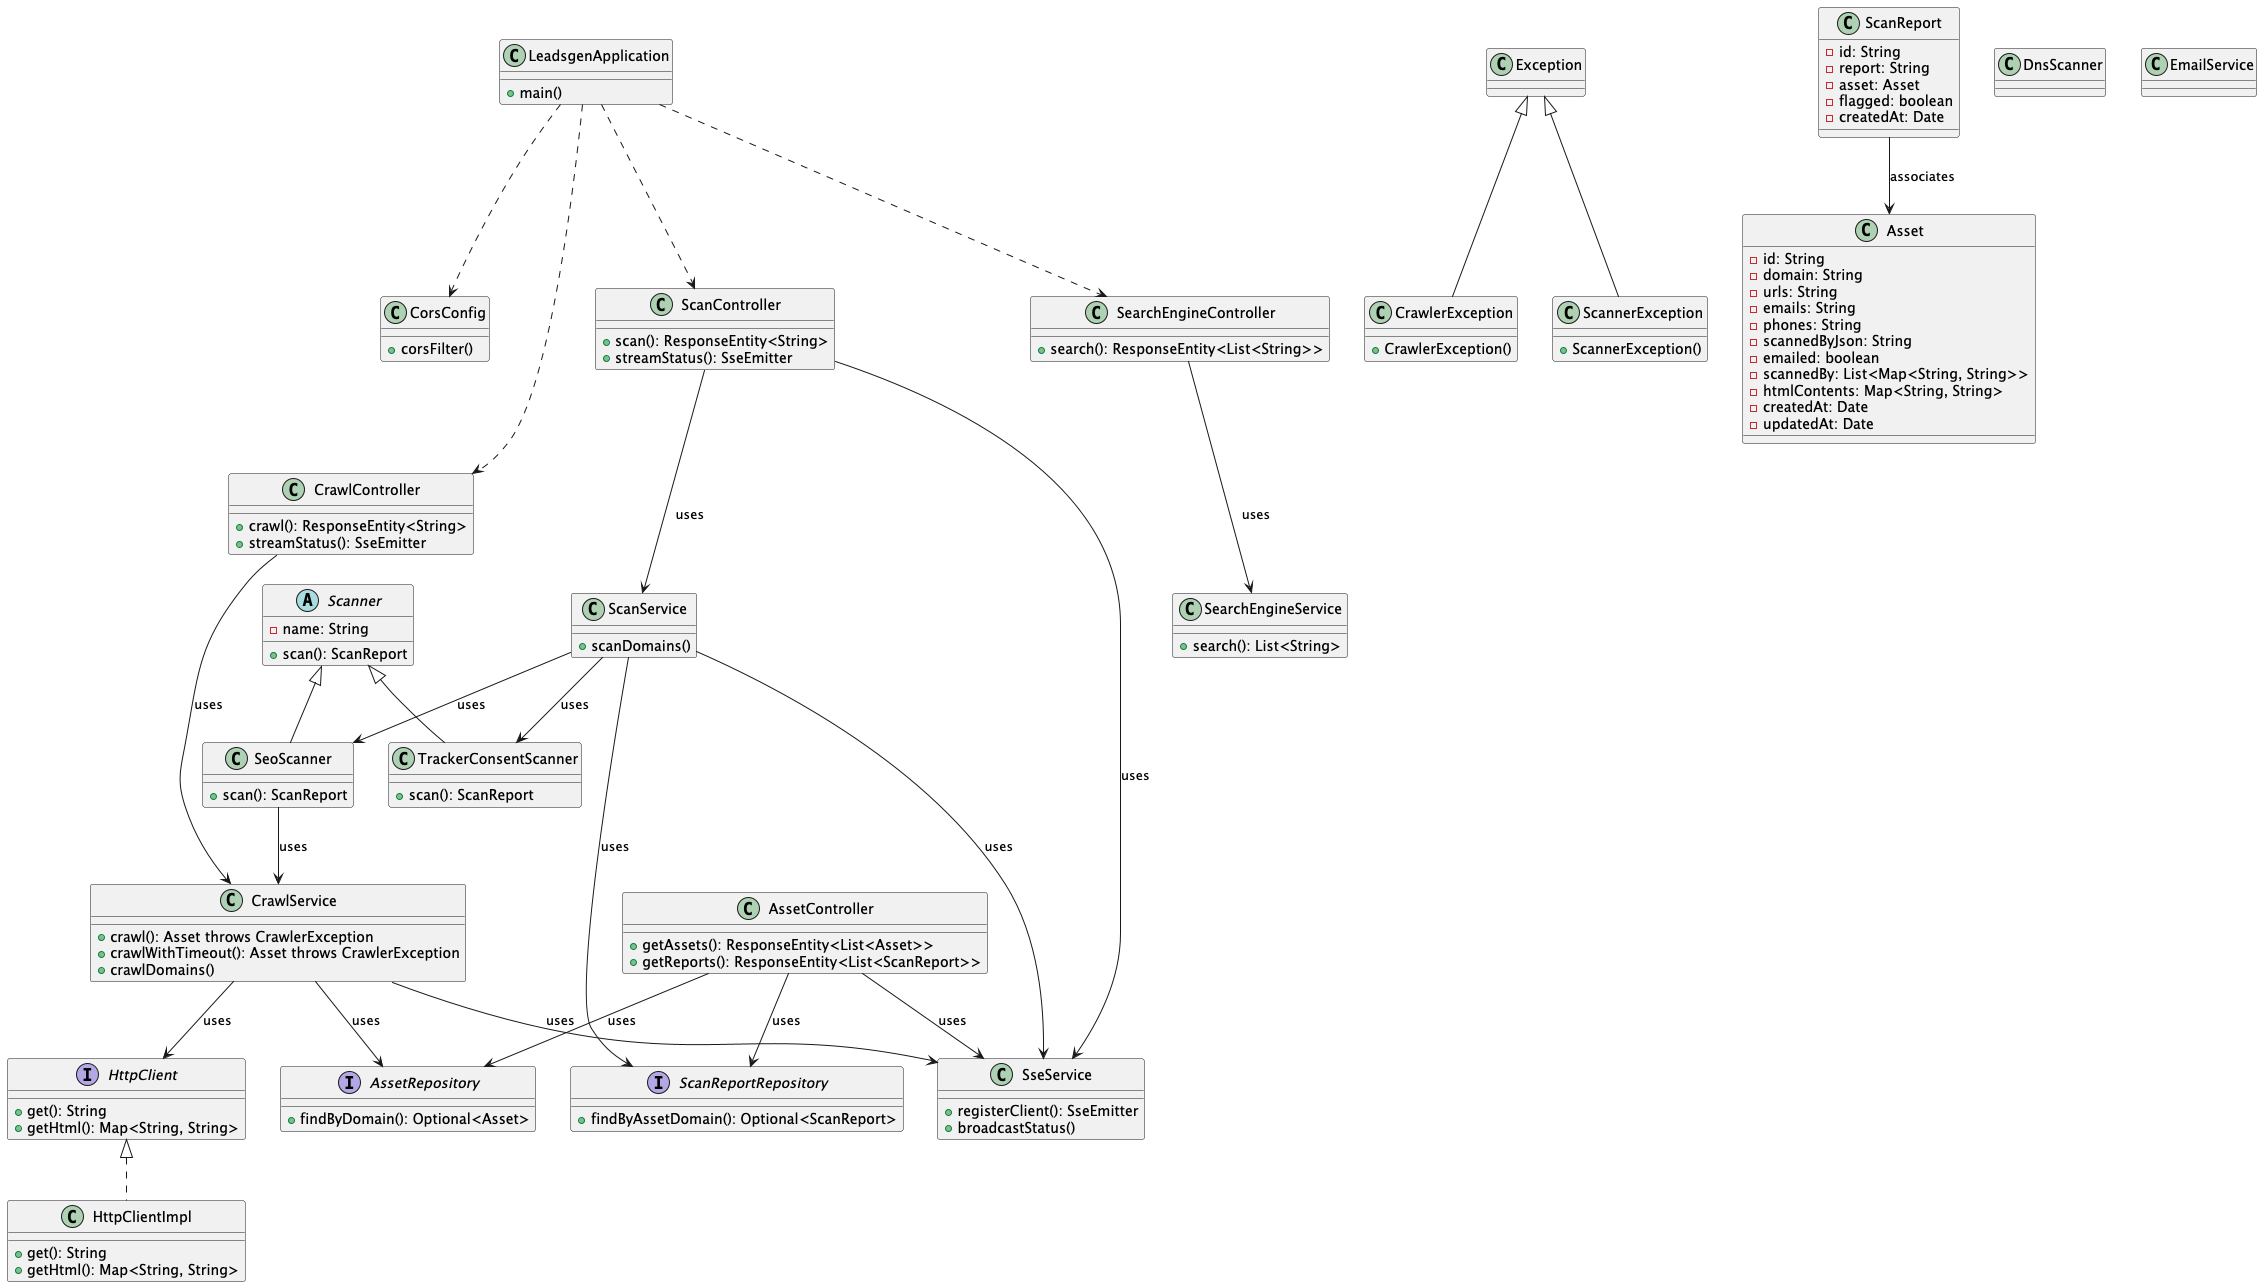 C LeadsgenApplication
main()
C Exception
C ScanReport
id: String
report: String
asset: Asset
flagged: boolean
createdAt: Date
C DnsScanner
C EmailService
associates
C CorsConfig
corsFilter()
C ScanController
scan(): ResponseEntity<String>
streamStatus(): SseEmitter
C SearchEngineController
search(): ResponseEntity<List<String>>
C CrawlerException
CrawlerException()
C ScannerException
ScannerException()
C Asset
id: String
domain: String
urls: String
emails: String
phones: String
scannedByJson: String
emailed: boolean
scannedBy: List<Map<String, String>>
htmlContents: Map<String, String>
createdAt: Date
updatedAt: Date
C CrawlController
crawl(): ResponseEntity<String>
streamStatus(): SseEmitter
uses
uses
A Scanner
name: String
scan(): ScanReport
C ScanService
scanDomains()
C SearchEngineService
search(): List<String>
uses
uses
uses
C SeoScanner
scan(): ScanReport
C TrackerConsentScanner
scan(): ScanReport
uses
uses
uses
uses
C CrawlService
crawl(): Asset throws CrawlerException
crawlWithTimeout(): Asset throws CrawlerException
crawlDomains()
C AssetController
getAssets(): ResponseEntity<List<Asset>>
getReports(): ResponseEntity<List<ScanReport>>
uses
uses
uses
uses
uses
uses
I HttpClient
get(): String
getHtml(): Map<String, String>
I AssetRepository
findByDomain(): Optional<Asset>
I ScanReportRepository
findByAssetDomain(): Optional<ScanReport>
C SseService
registerClient(): SseEmitter
broadcastStatus()
C HttpClientImpl
get(): String
getHtml(): Map<String, String>